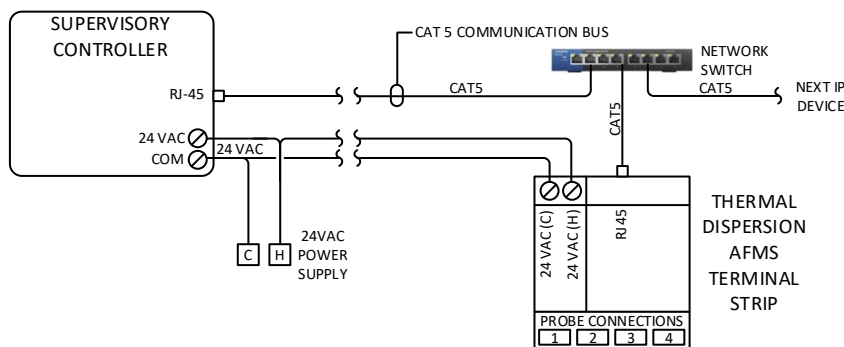 SUPERVISORY
CONTROLLER
RJ-45
24 VAC
COM
24 VAC
CAT 5 COMMUNICATION BUS
CAT5
NETWORK
SWITCH
CAT5
NEXT IP
DEVICE
CAT5
C
H
24VAC
POWER
SUPPLY
24 VAC (C)
24 VAC (H)
RJ 45
THERMAL
DISPERSION
AFMS
TERMINAL
STRIP
PROBE CONNECTIONS
1 2 3 4